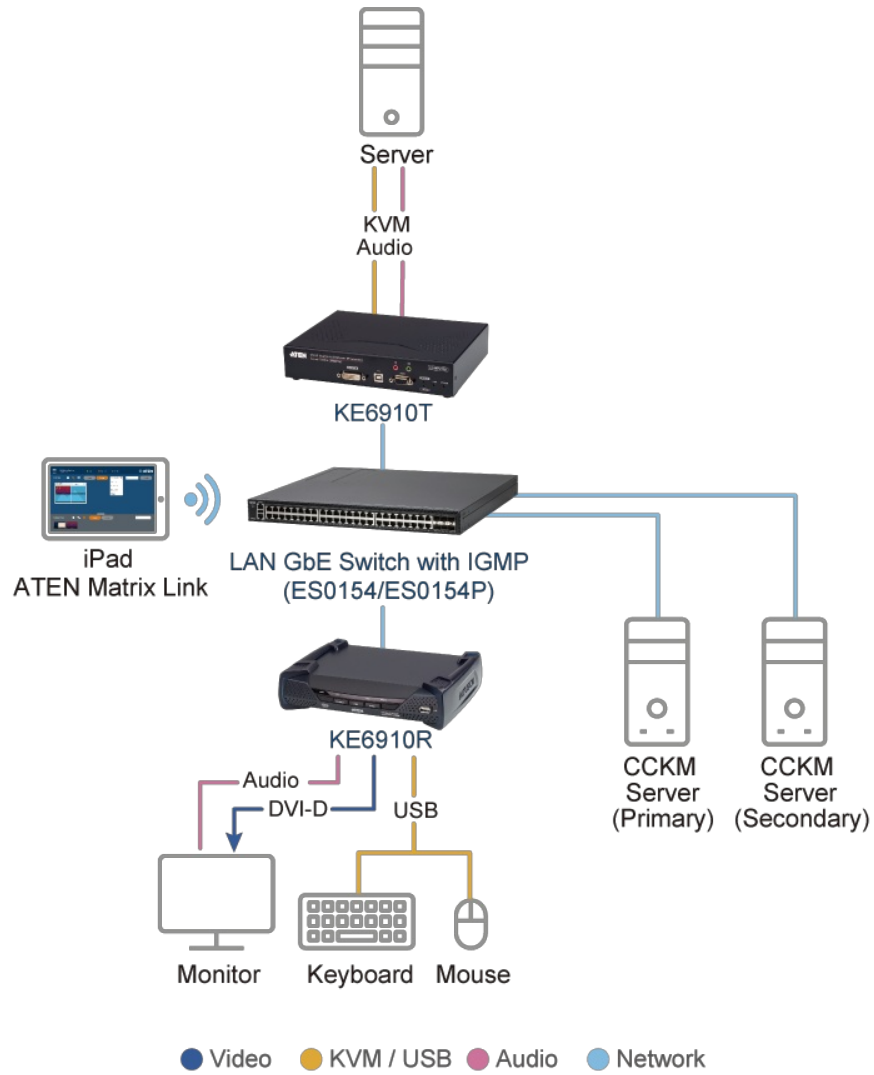 Server
KVM
Audio
ATEN
KE6910T
iPad
ATEN Matrix Link
LAN GbE Switch with IGMP
(ES0154/ES0154P)
KE6910R
CCKM
Server
(Primary)
CCKM
Server
(Secondary)
Audio
DVI-D
USB
Monitor
Keyboard
Mouse
Video
KVM / USB
Audio
Network